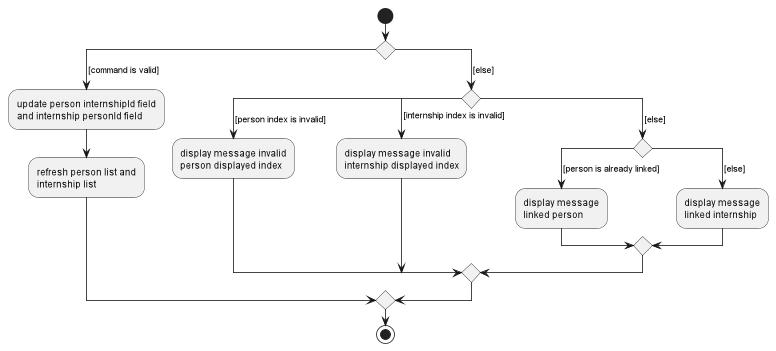 [command is valid]
[else]
update person internshipId field
and internship personId field
[person index is invalid]
[internship index is invalid]
[else]
display message invalid
person displayed index
display message invalid
internship displayed index
refresh person list and
internship list
[person is already linked]
[else]
display message
linked person
display message
linked internship